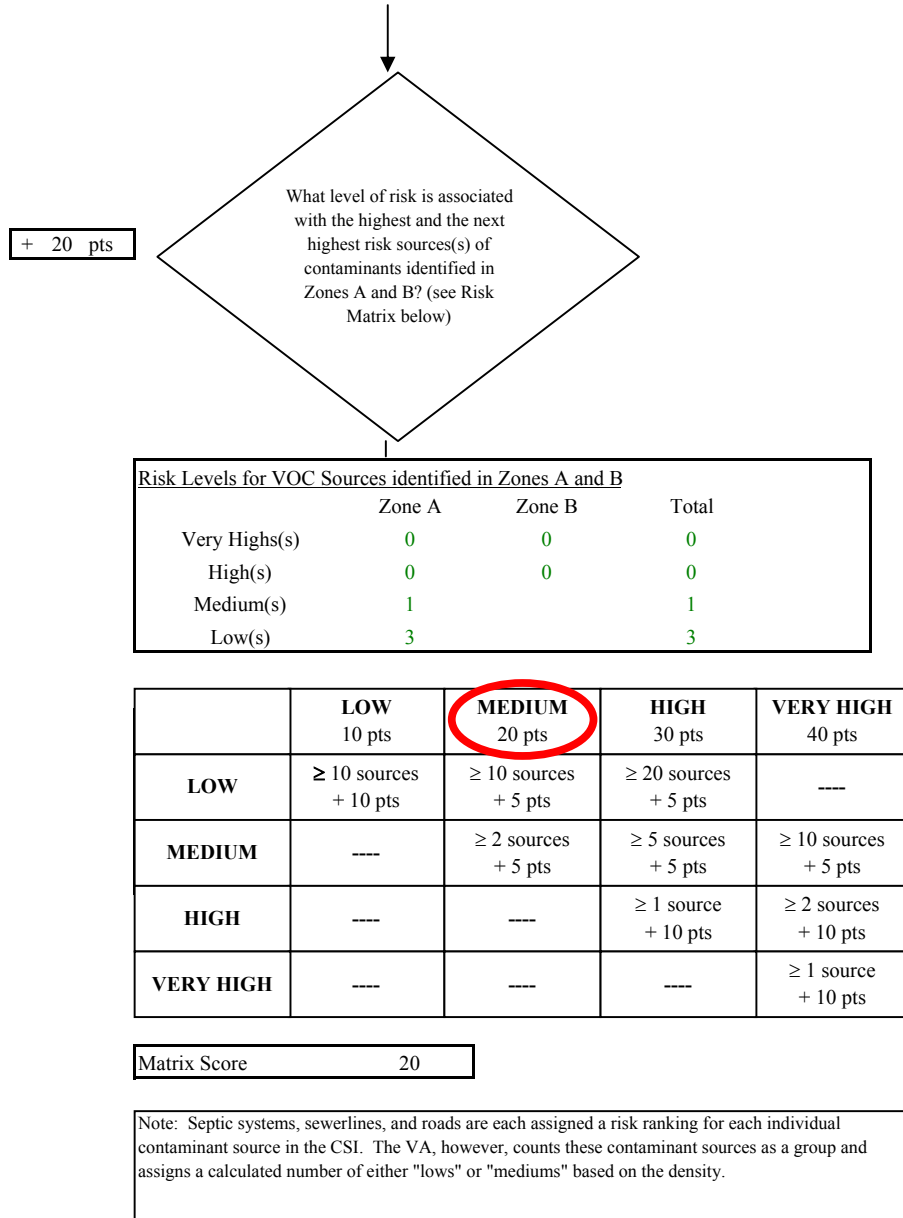 What level of risk is associated
with the highest and the next
highest risk sources(s) of
contaminants identified in
Zones A and B? (see Risk
Matrix below)
+ 20 pts
Risk Levels for VOC Sources identified in Zones A and B
Zone A Zone B Total
Very Highs(s) 0 0 0
High(s) 0 0 0
Medium(s) 1 1
Low(s) 3 3
LOW MEDIUM HIGH VERY HIGH
10 pts 20 pts 30 pts 40 pts
LOW ≥ 10 sources ≥ 10 sources ≥ 20 sources ----
+ 10 pts + 5 pts + 5 pts
MEDIUM ---- ≥ 2 sources ≥ 5 sources ≥ 10 sources
+ 5 pts + 5 pts + 5 pts
HIGH ---- ---- ≥ 1 source ≥ 2 sources
+ 10 pts + 10 pts
VERY HIGH ---- ---- ---- ≥ 1 source
+ 10 pts
Matrix Score 20
Note: Septic systems, sewerlines, and roads are each assigned a risk ranking for each individual
contaminant source in the CSI. The VA, however, counts these contaminant sources as a group and
assigns a calculated number of either "lows" or "mediums" based on the density.